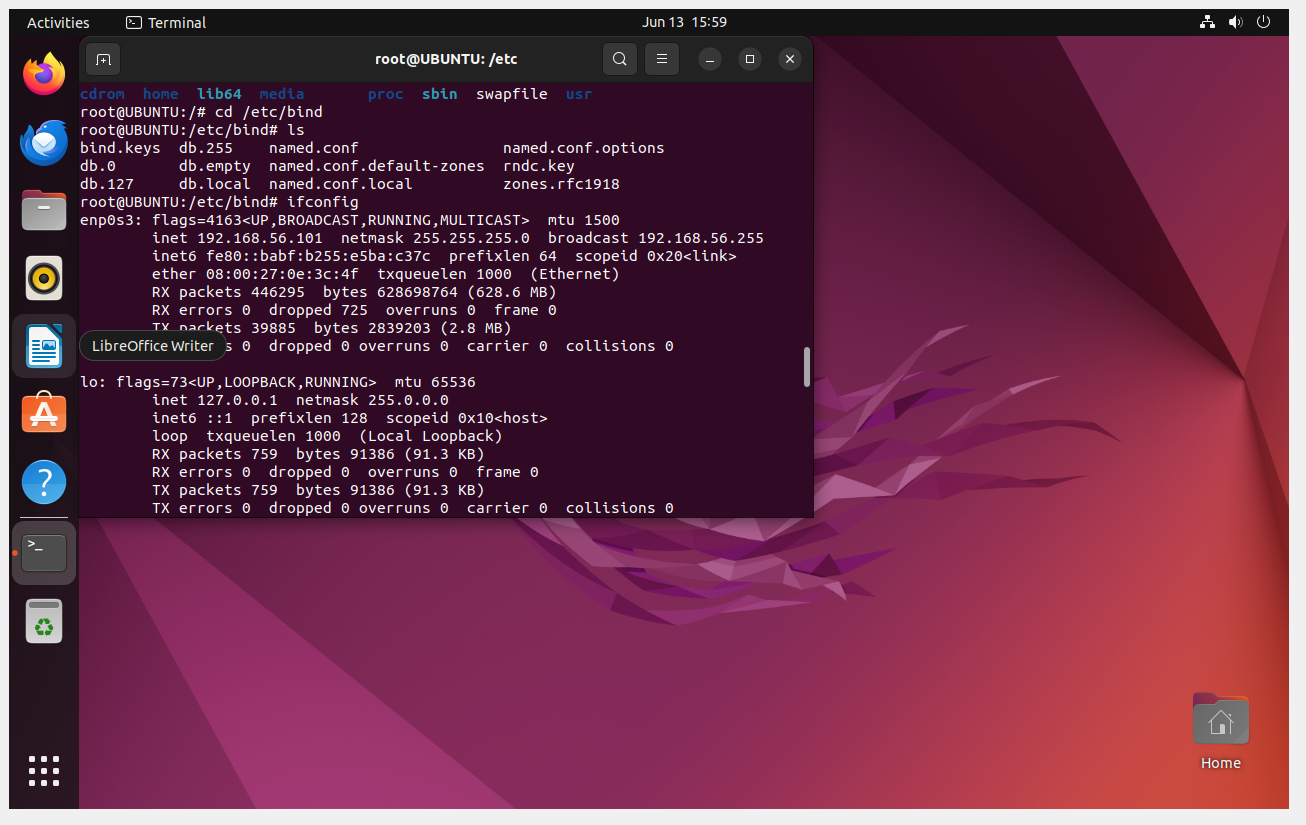 Activities Terminal Jun 13 15:59
root@UBUNTU: /etc
cdrom  home  lib64  media       proc  sbin  swapfile  usr
root@UBUNTU:/# cd /etc/bind
root@UBUNTU:/etc/bind# ls
bind.keys  db.255    named.conf                named.conf.options
db.0       db.empty  named.conf.default-zones  rndc.key
db.127     db.local  named.conf.local          zones.rfc1918
root@UBUNTU:/etc/bind# ifconfig
enp0s3: flags=4163<UP,BROADCAST,RUNNING,MULTICAST>  mtu 1500
        inet 192.168.56.101  netmask 255.255.255.0  broadcast 192.168.56.255
        inet6 fe80::babf:b255:e5ba:c37c  prefixlen 64  scopeid 0x20<link>
        ether 08:00:27:0e:3c:4f  txqueuelen 1000  (Ethernet)
        RX packets 446295  bytes 628698764 (628.6 MB)
        RX errors 0  dropped 725  overruns 0  frame 0
        TX packets 39885  bytes 2839203 (2.8 MB)
LibreOffice Writer
s 0  dropped 0 overruns 0  carrier 0  collisions 0
lo: flags=73<UP,LOOPBACK,RUNNING>  mtu 65536
        inet 127.0.0.1  netmask 255.0.0.0
        inet6 ::1  prefixlen 128  scopeid 0x10<host>
        loop  txqueuelen 1000  (Local Loopback)
        RX packets 759  bytes 91386 (91.3 KB)
        RX errors 0  dropped 0  overruns 0  frame 0
        TX packets 759  bytes 91386 (91.3 KB)
        TX errors 0  dropped 0 overruns 0  carrier 0  collisions 0
Home